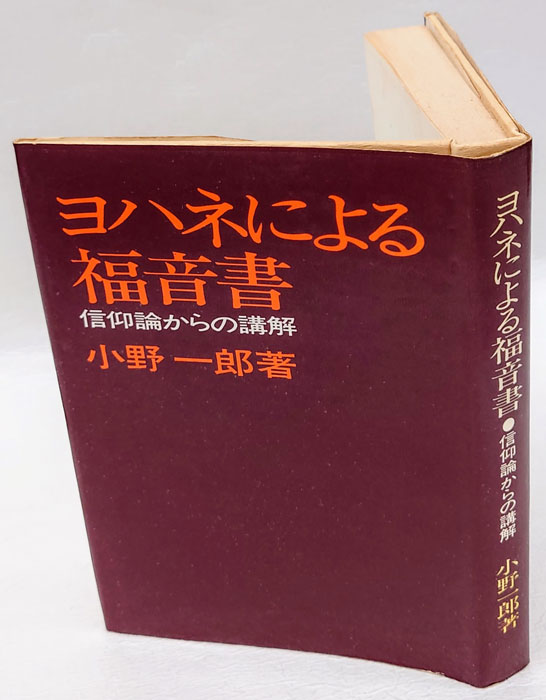 ヨハネによる
福音書
信仰論からの講解
小野 一郎著
ヨハネによる福音書●信仰論からの講解 小野一郎著